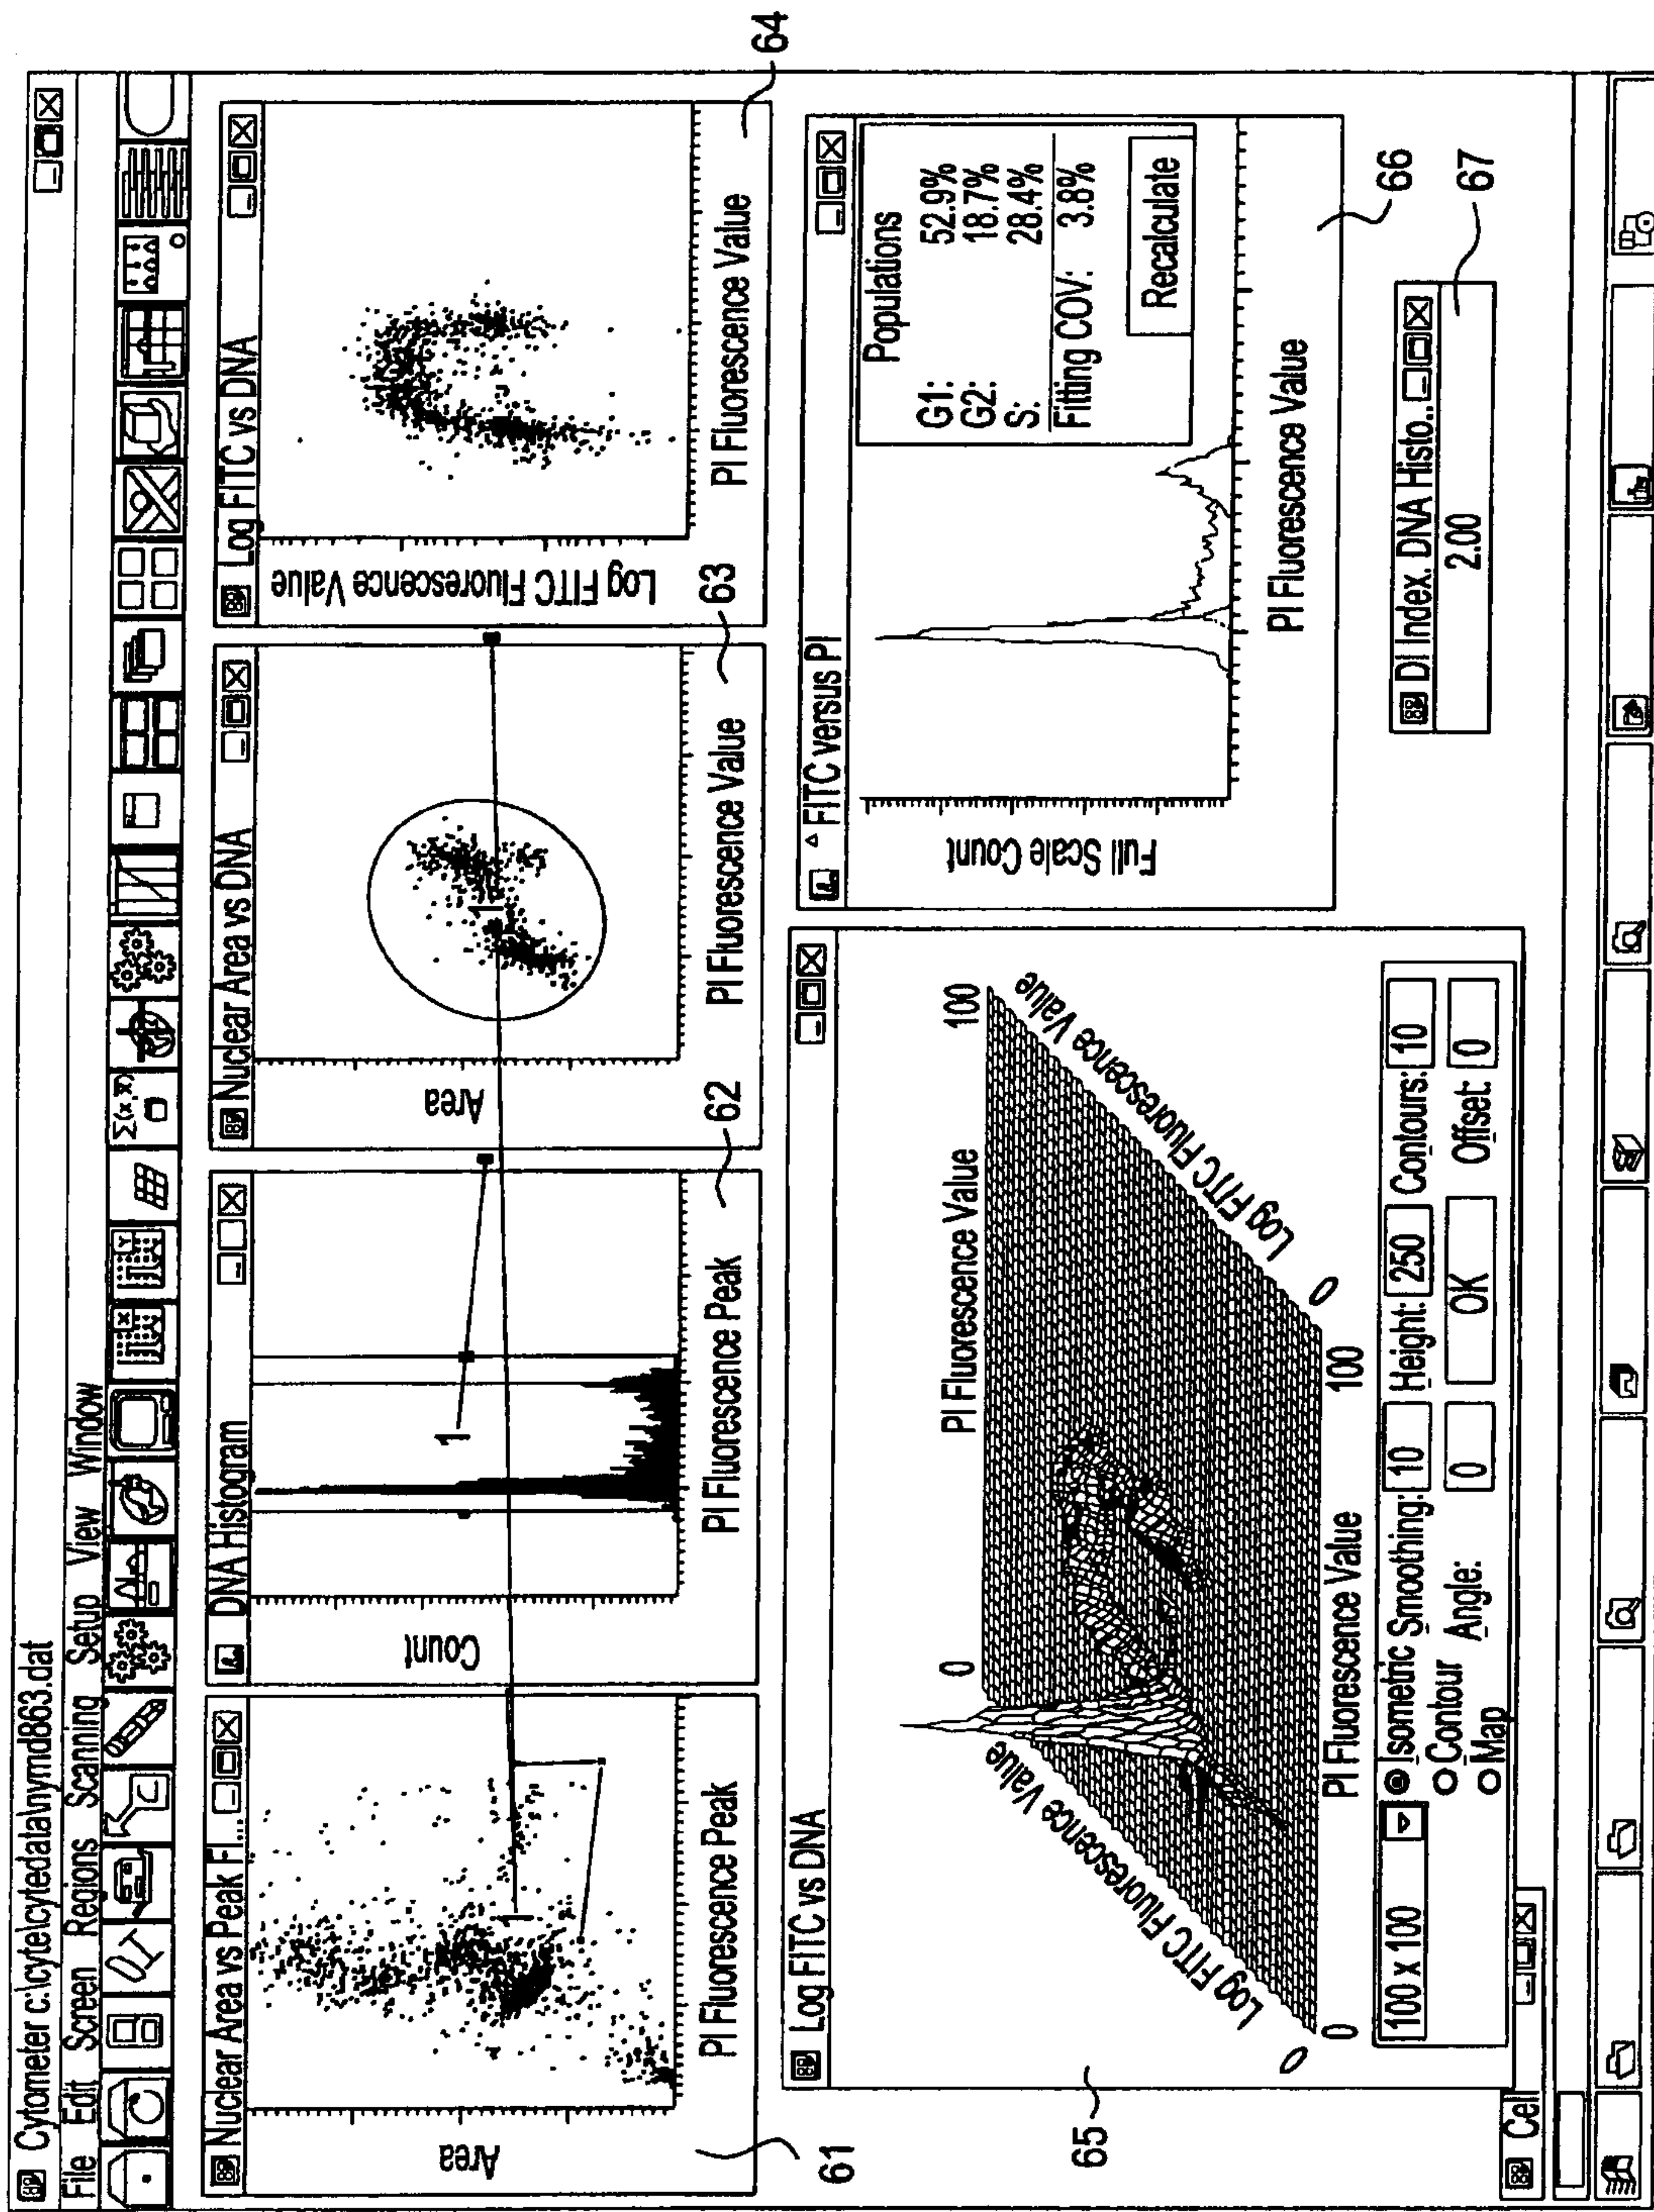 Cytometer c:\cyte\cytedata\nymd863.dat
File Edit Screen Regions Scanning Setup View Window
Σ(x,x̄)
X
Y
Nuclear Area vs Peak Fl...
Area
1
PI Fluorescence Peak
61
DNA Histogram
Count
1
PI Fluorescence Peak
62
Nuclear Area vs DNA
Area
1
PI Fluorescence Value
63
Log FITC vs DNA
Log FITC Fluorescence Value
PI Fluorescence Value
64
Log FITC vs DNA
0 PI Fluorescence Value 100
Log FITC Fluorescence Value
Log FITC Fluorescence Value
0
0
0 PI Fluorescence Value 100
100 x 100
Isometric Smoothing: 10 Height: 250 Contours: 10
Contour Angle: 0 OK Offset: 0
Map
65
FITC versus PI
Full Scale Count
Populations
G1: 52.9%
G2: 18.7%
S: 28.4%
Fitting COV: 3.8%
Recalculate
PI Fluorescence Value
66
DI Index. DNA Histo..
2.00
67
Cel